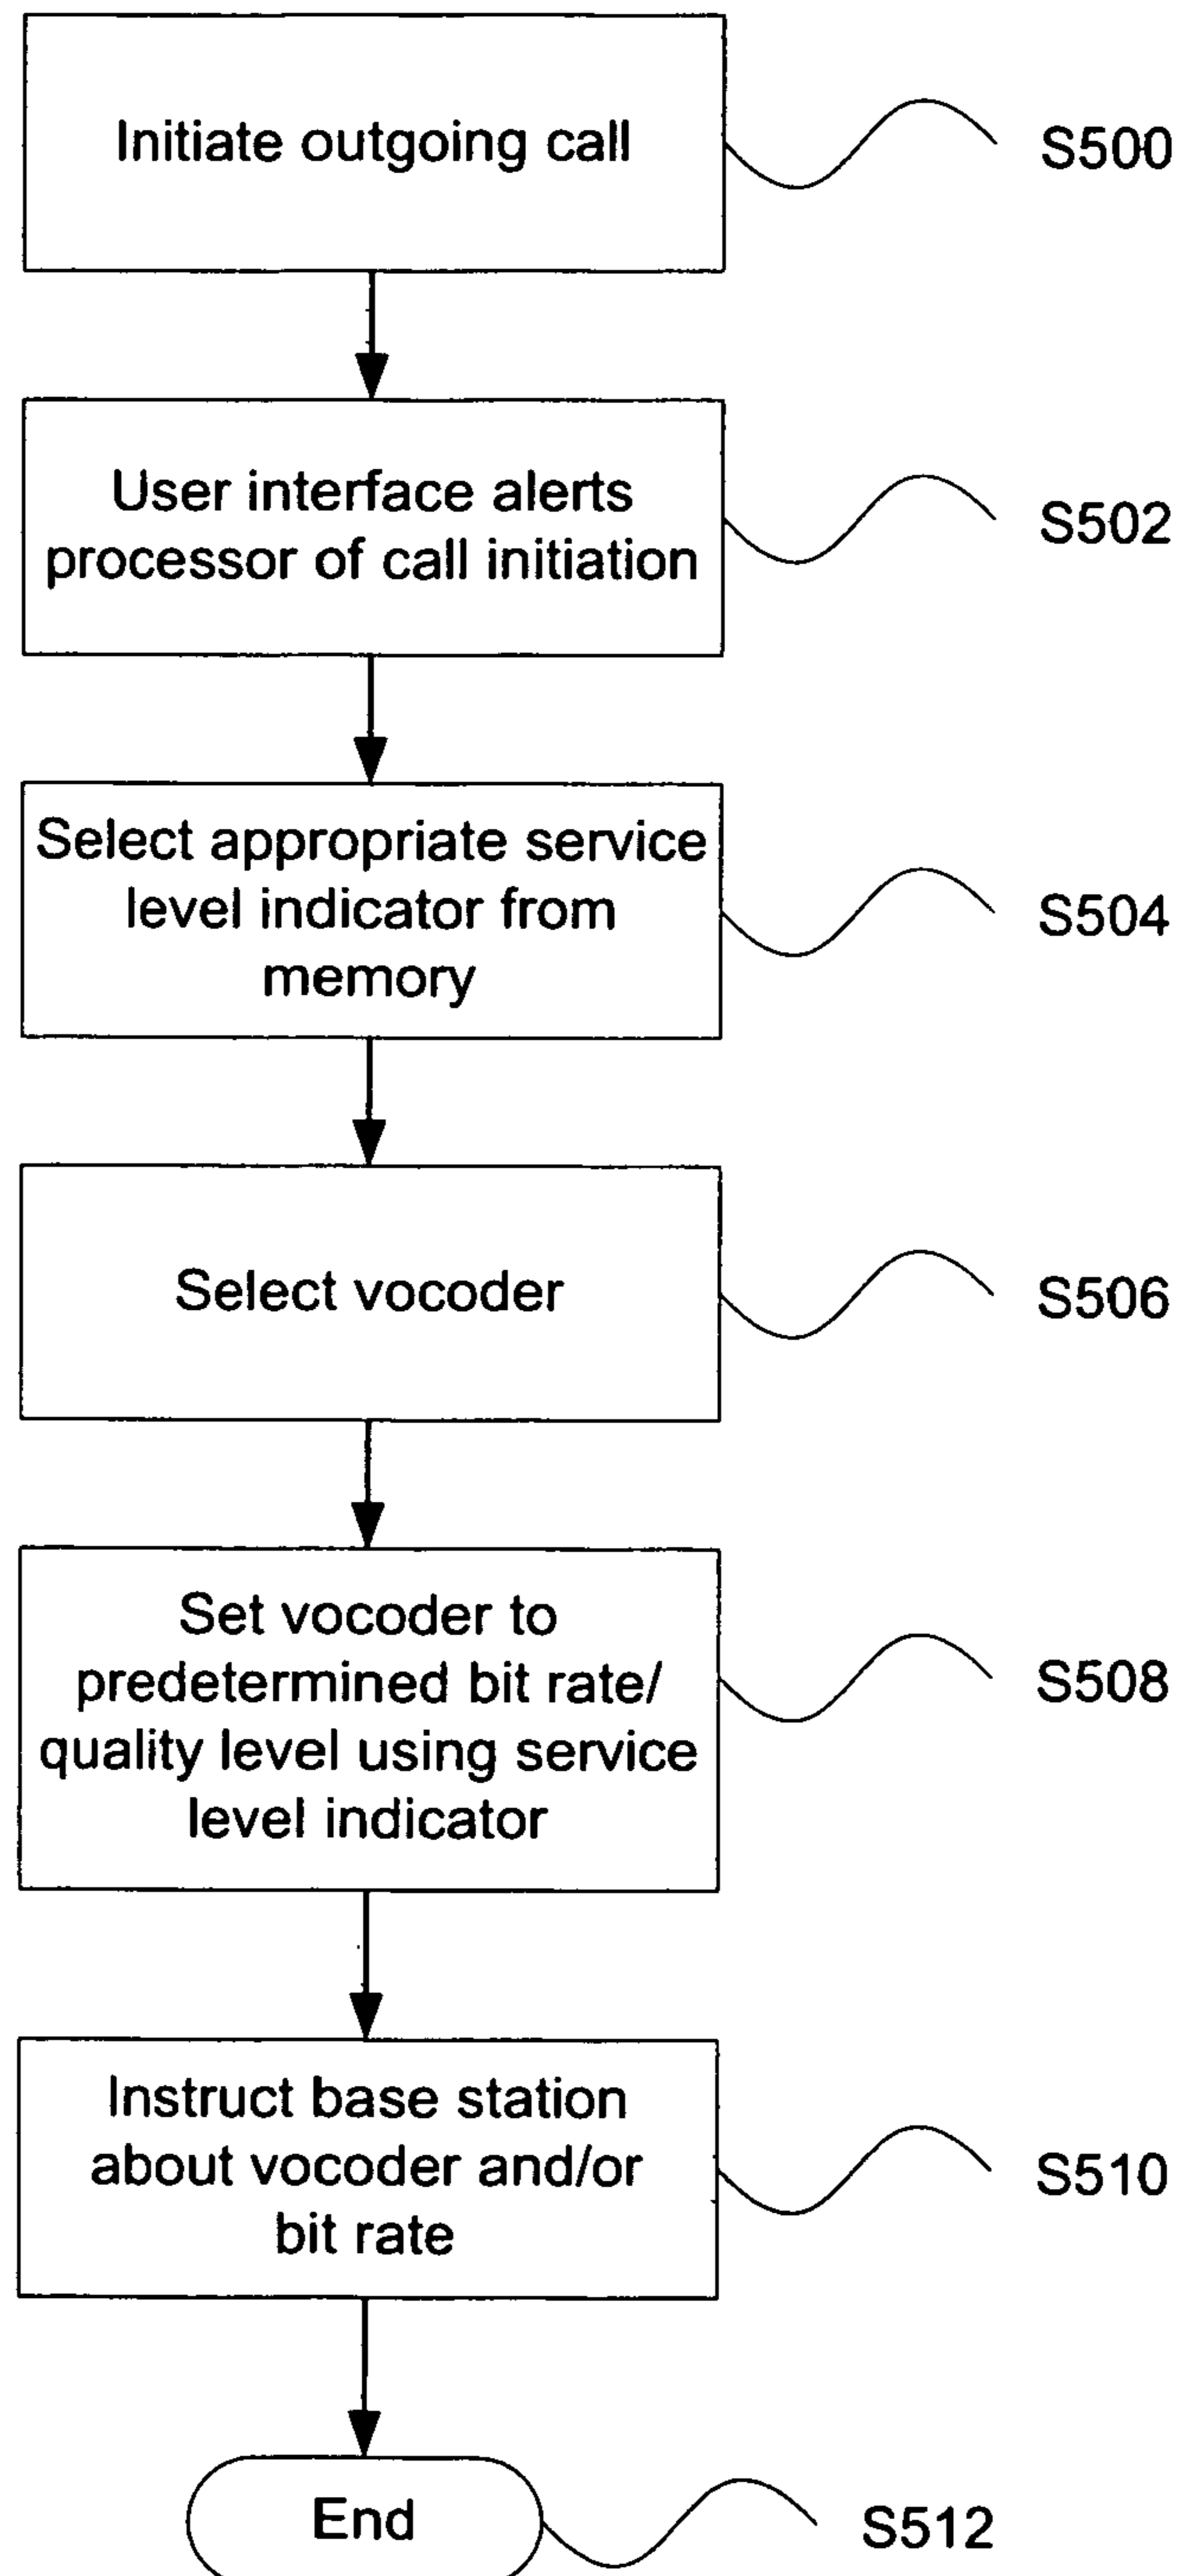 Initiate outgoing call
S500
User interface alerts
processor of call initiation
S502
Select appropriate service
level indicator from
memory
S504
Select vocoder
S506
Set vocoder to
predetermined bit rate/
quality level using service
level indicator
S508
Instruct base station
about vocoder and/or
bit rate
S510
End
S512